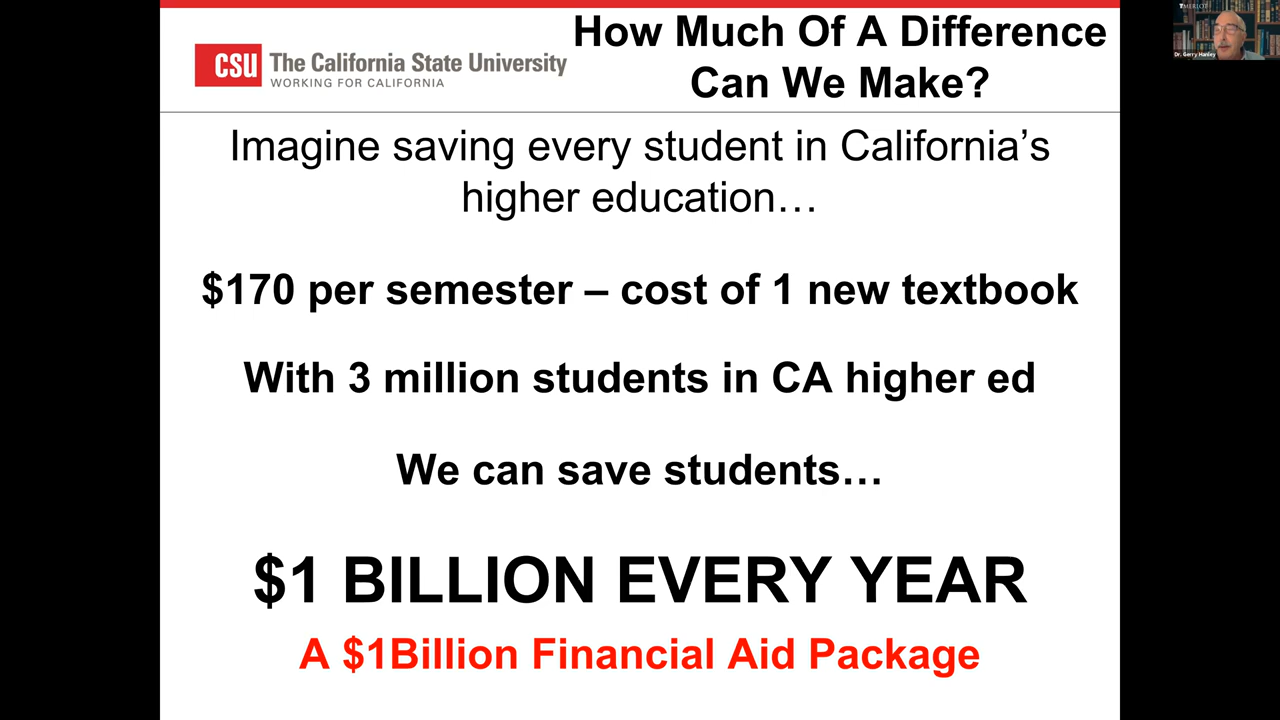 CSU The California State University
WORKING FOR CALIFORNIA
How Much Of A Difference
Can We Make?
Imagine saving every student in California’s
higher education…
$170 per semester – cost of 1 new textbook
With 3 million students in CA higher ed
We can save students…
$1 BILLION EVERY YEAR
A $1Billion Financial Aid Package
MERLOT
Dr. Gerry Hanley